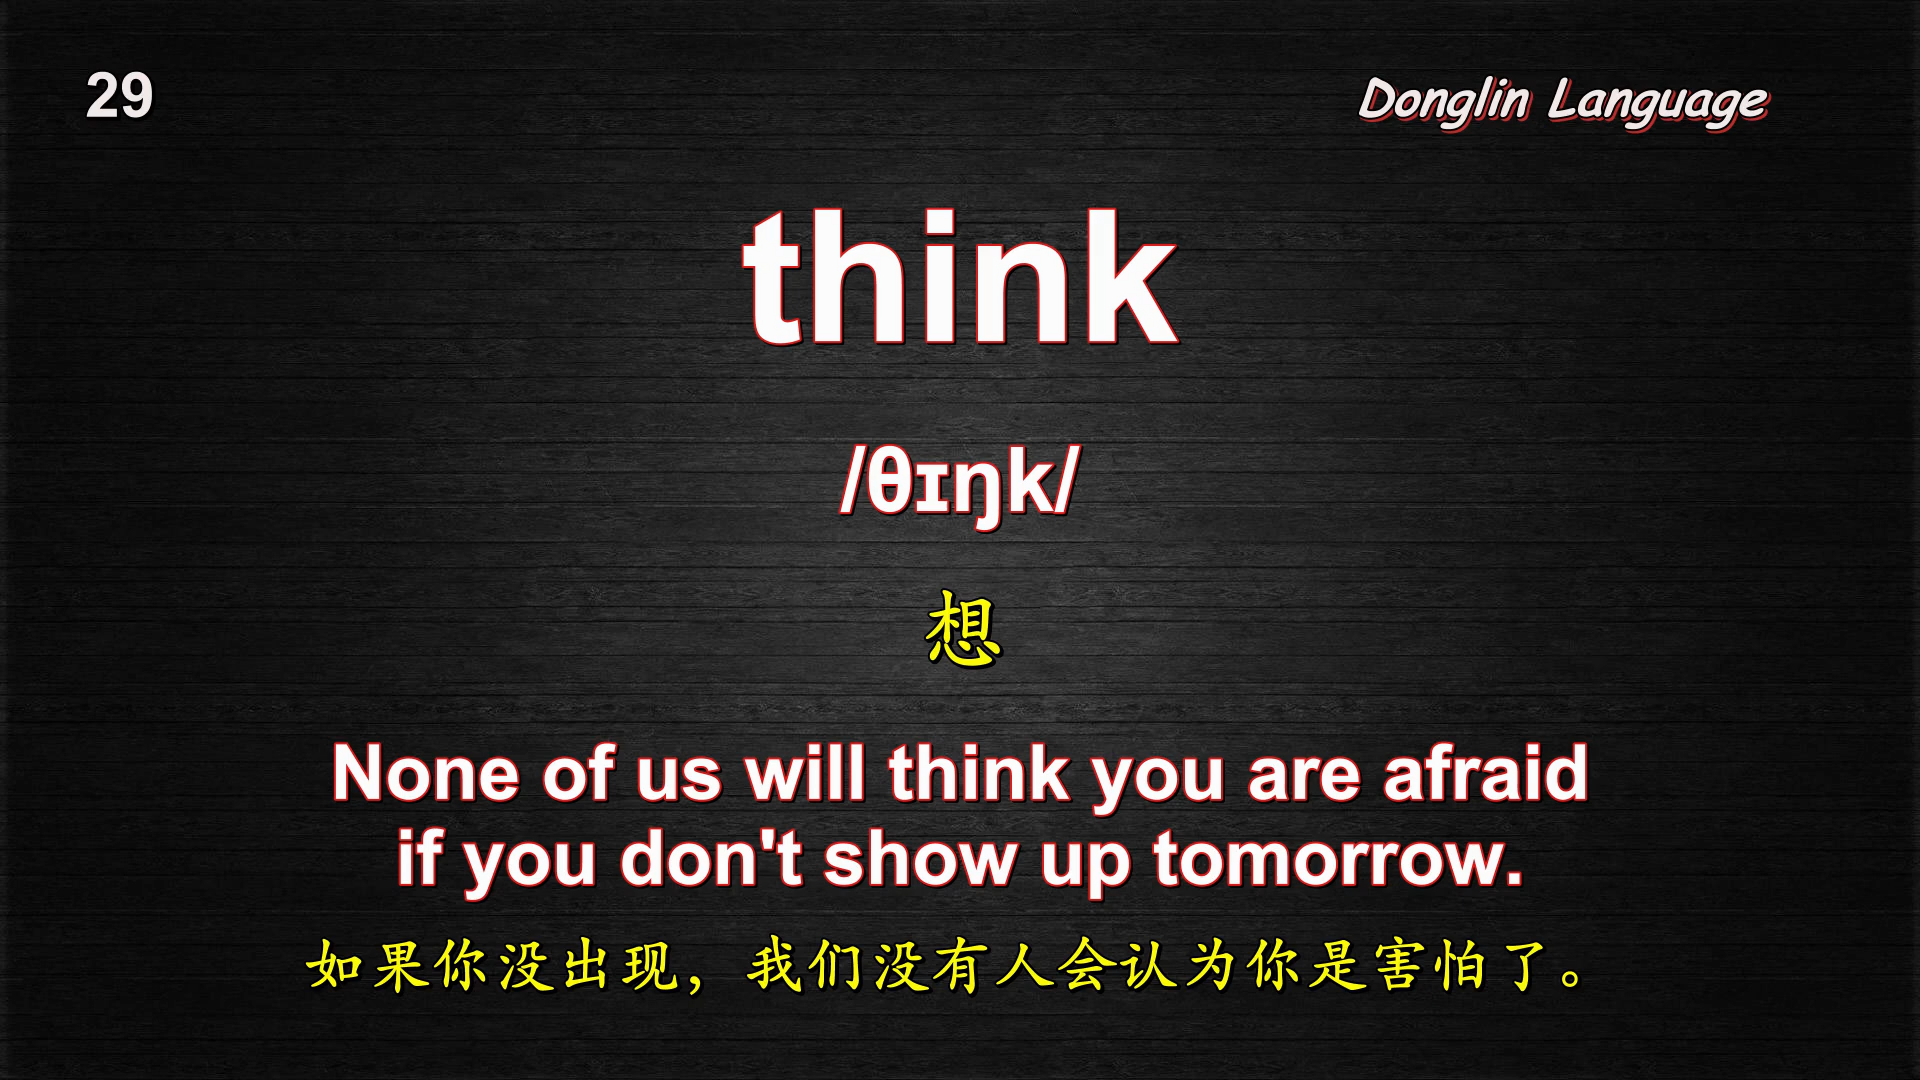 29
Donglin Language
think
/θɪŋk/
想
None of us will think you are afraid
if you don't show up tomorrow.
如果你没出现，我们没有人会认为你是害怕了。